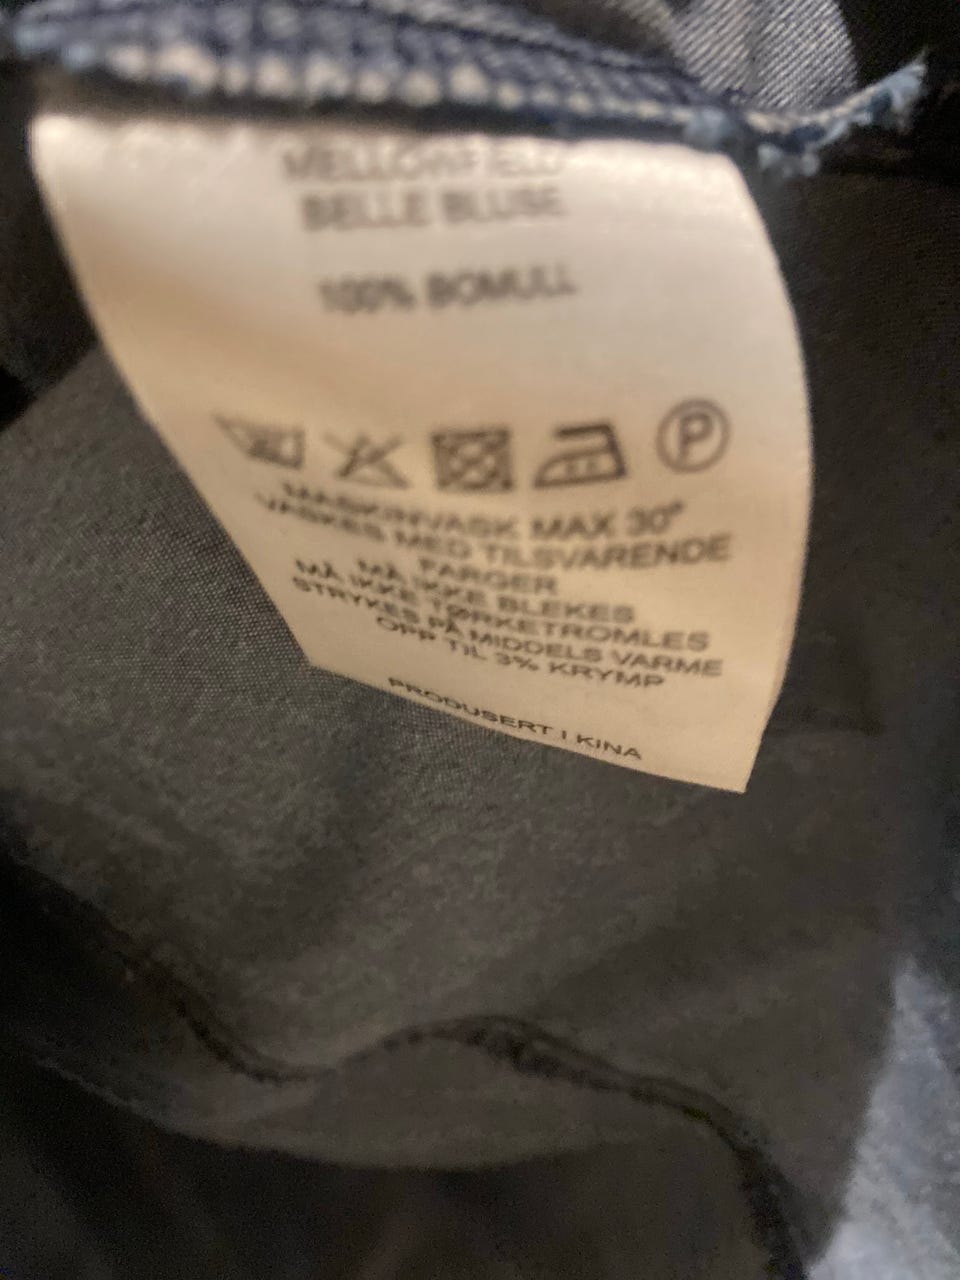 MELLOWFIELD
BELLE BLUSE
100% BOMULL
P
MASKINVASK MAX 30°
VASKES MED TILSVARENDE
FARGER
MÅ IKKE BLEKES
MÅ IKKE TØRKETROMLES
STRYKES PÅ MIDDELS VARME
OPP TIL 3% KRYMP
PRODUSERT I KINA